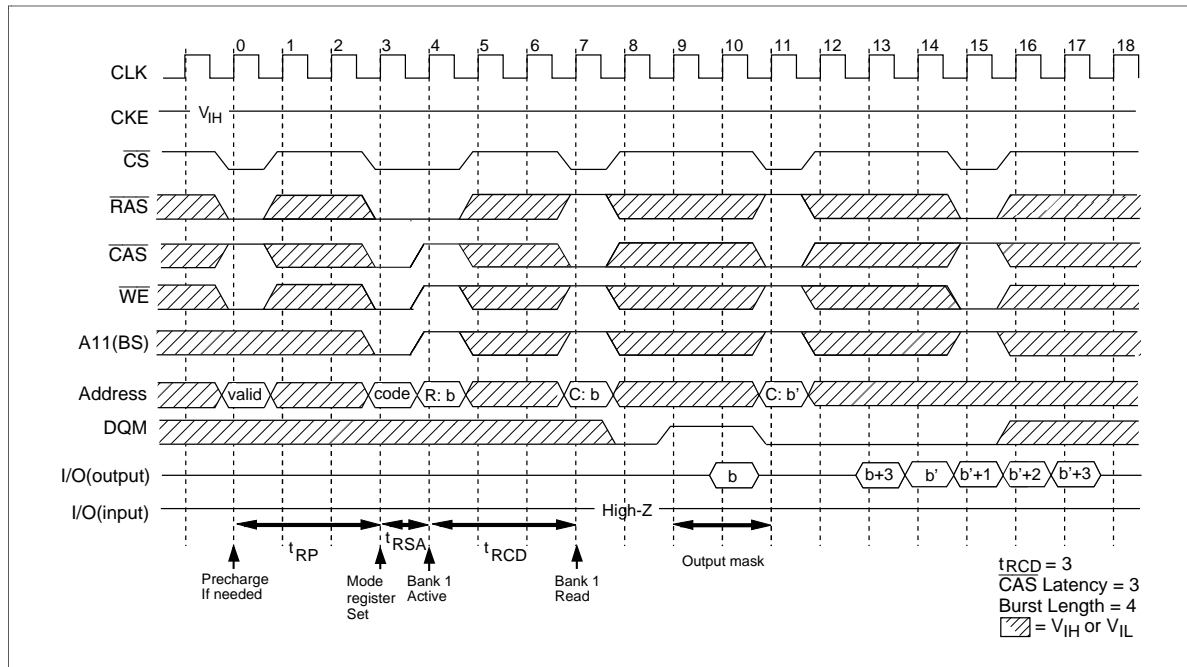 0 1 2 3 4 5 6 7 8 9 10 11 12 13 14 15 16 17 18
CLK
CKE VIH
CS
RAS
CAS
WE
A11(BS)
Address valid code R: b C: b C: b'
DQM
I/O(output) b b+3 b' b'+1 b'+2 b'+3
I/O(input) High-Z
tRP tRSA tRCD Output mask
Precharge
If needed
Mode
register
Set
Bank 1
Active
Bank 1
Read
tRCD = 3
CAS Latency = 3
Burst Length = 4
= VIH or VIL